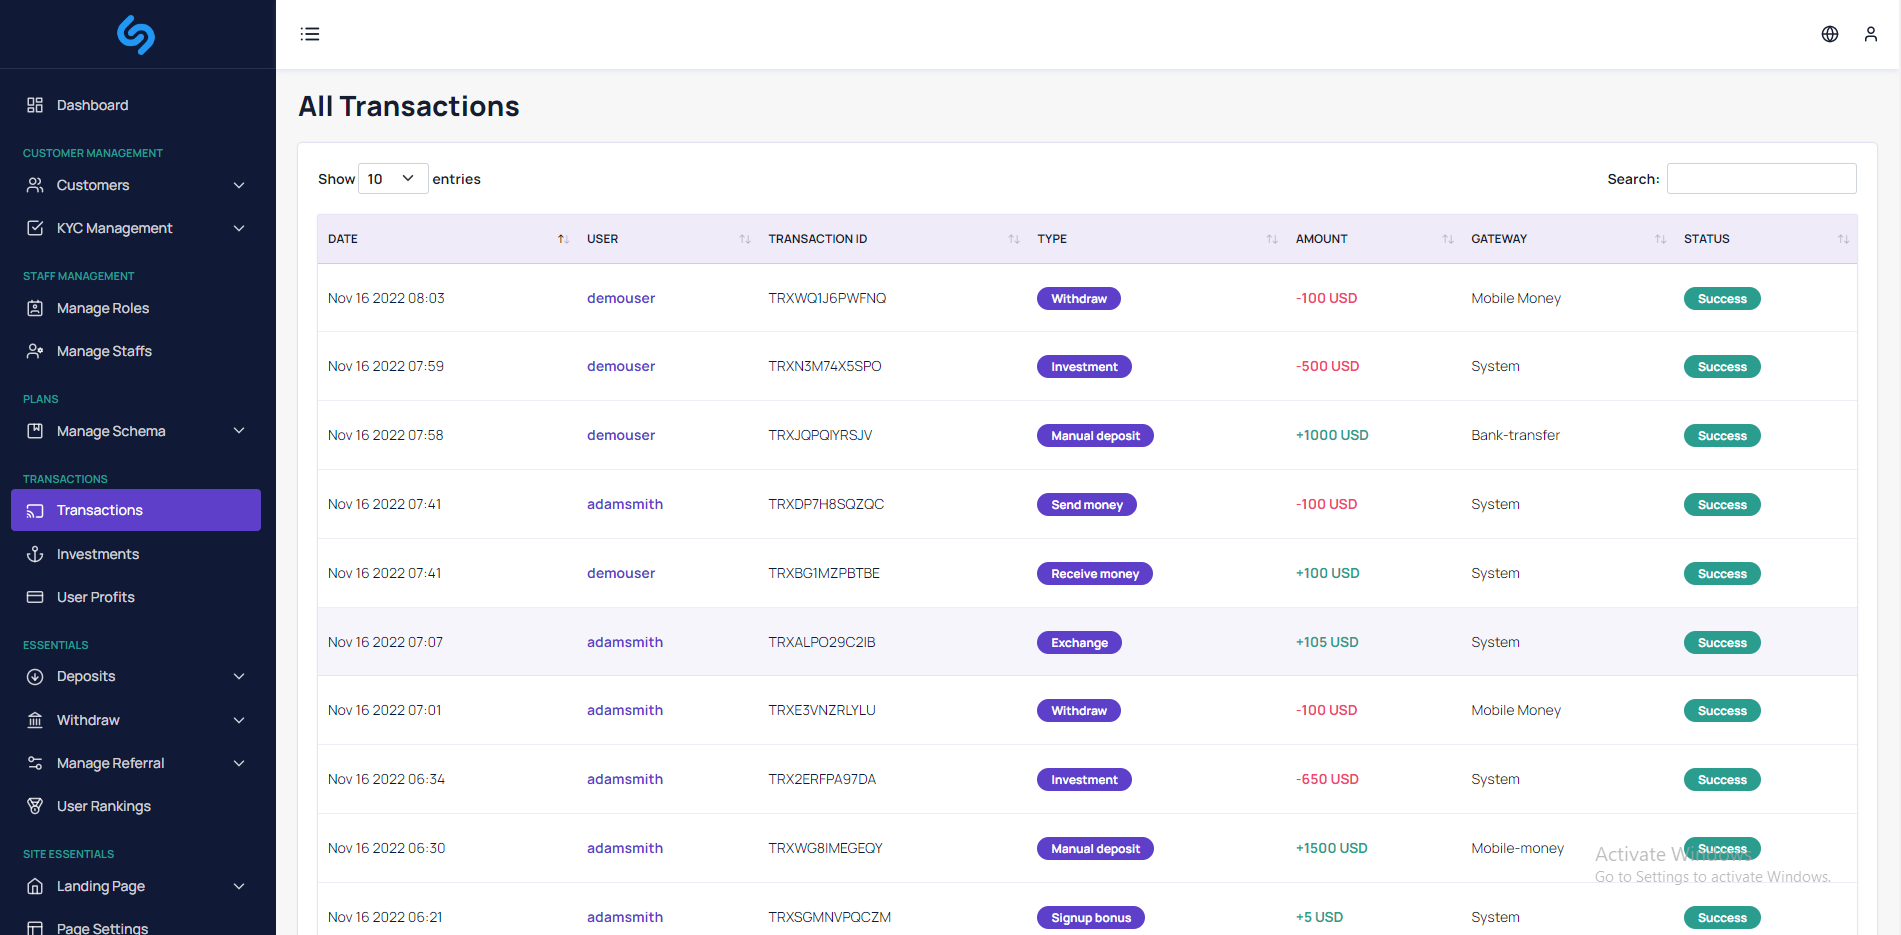 Dashboard
CUSTOMER MANAGEMENT
Customers
KYC Management
STAFF MANAGEMENT
Manage Roles
Manage Staffs
PLANS
Manage Schema
TRANSACTIONS
Transactions
Investments
User Profits
ESSENTIALS
Deposits
Withdraw
Manage Referral
User Rankings
SITE ESSENTIALS
Landing Page
Page Settings
All Transactions
Show 10 entries
Search:
DATE USER TRANSACTION ID TYPE AMOUNT GATEWAY STATUS
Nov 16 2022 08:03 demouser TRXWQ1J6PWFNQ Withdraw -100 USD Mobile Money Success
Nov 16 2022 07:59 demouser TRXN3M74X5SPO Investment -500 USD System Success
Nov 16 2022 07:58 demouser TRXJQPQIYRSJV Manual deposit +1000 USD Bank-transfer Success
Nov 16 2022 07:41 adamsmith TRXDP7H8SQZQC Send money -100 USD System Success
Nov 16 2022 07:41 demouser TRXBG1MZPBTBE Receive money +100 USD System Success
Nov 16 2022 07:07 adamsmith TRXALPO29C2IB Exchange +105 USD System Success
Nov 16 2022 07:01 adamsmith TRXE3VNZRLYLU Withdraw -100 USD Mobile Money Success
Nov 16 2022 06:34 adamsmith TRX2ERFPA97DA Investment -650 USD System Success
Nov 16 2022 06:30 adamsmith TRXWG8IMEGEQY Manual deposit +1500 USD Mobile-money Success
Nov 16 2022 06:21 adamsmith TRXSGMNVPQCZM Signup bonus +5 USD System Success
Activate Windows
Go to Settings to activate Windows.